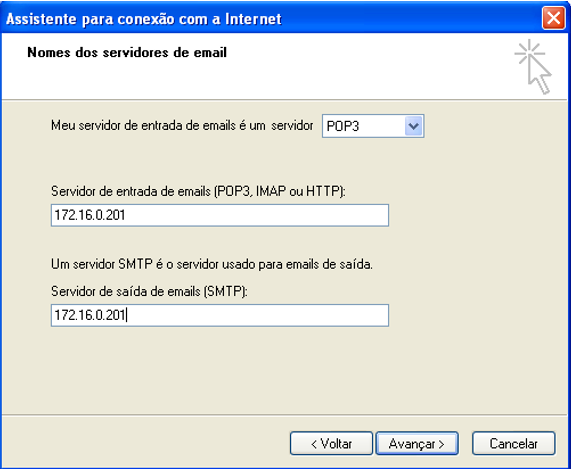 Assistente para conexão com a Internet
Nomes dos servidores de email
Meu servidor de entrada de emails é um servidor POP3
Servidor de entrada de emails (POP3, IMAP ou HTTP):
172.16.0.201
Um servidor SMTP é o servidor usado para emails de saída.
Servidor de saída de emails (SMTP):
172.16.0.201
< Voltar Avançar > Cancelar